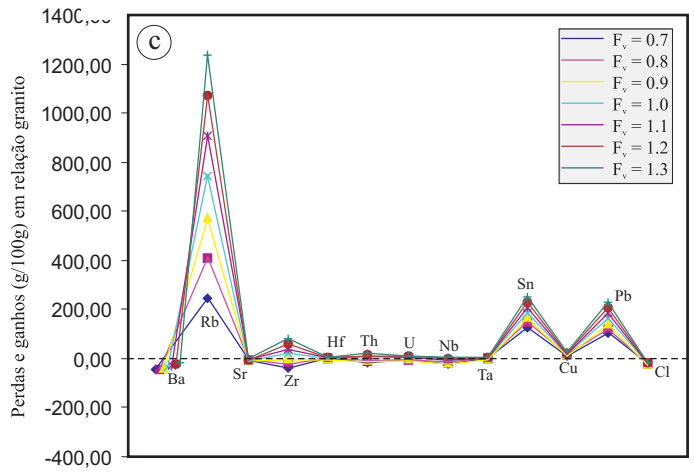 c
1400,00
1200,00
1000,00
800,00
600,00
400,00
200,00
0,00
-200,00
-400,00
Perdas e ganhos (g/100g) em relação granito
Fv = 0.7
Fv = 0.8
Fv = 0.9
Fv = 1.0
Fv = 1.1
Fv = 1.2
Fv = 1.3
Ba
Rb
Sr
Zr
Hf
Th
U
Nb
Ta
Sn
Cu
Pb
Cl